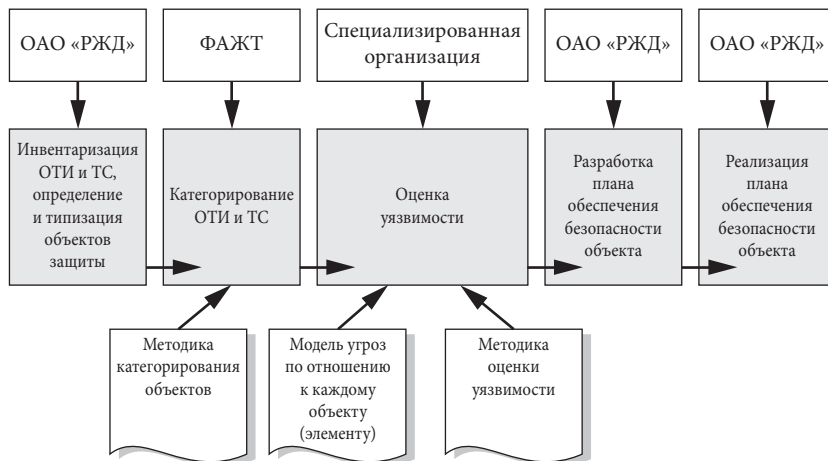 ОАО «РЖД»
ФАЖТ
Специализированная
организация
ОАО «РЖД»
ОАО «РЖД»
Инвентаризация
ОТИ и ТС,
определение
и типизация
объектов
защиты
Категорирование
ОТИ и ТС
Оценка
уязвимости
Разработка
плана
обеспечения
безопасности
объекта
Реализация
плана
обеспечения
безопасности
объекта
Методика
категорирования
объектов
Модель угроз
по отношению
к каждому
объекту
(элементу)
Методика
оценки
уязвимости